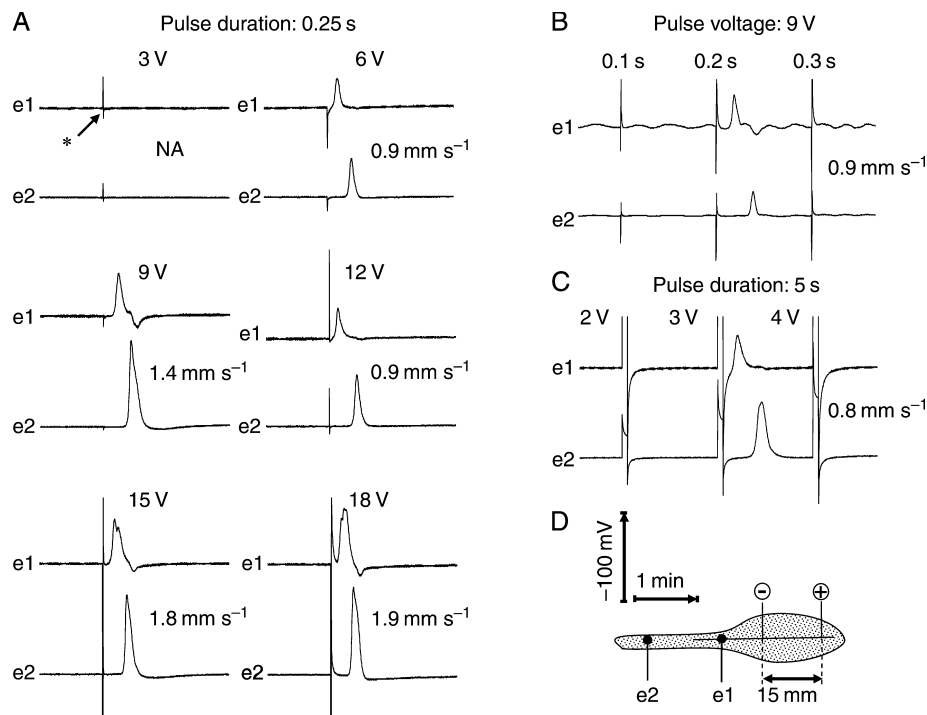 A
Pulse duration: 0.25 s
3 V
6 V
e1
*
e1
NA
0.9 mm s⁻¹
e2
e2
9 V
12 V
e1
e1
1.4 mm s⁻¹
0.9 mm s⁻¹
e2
e2
15 V
18 V
e1
e1
1.8 mm s⁻¹
1.9 mm s⁻¹
e2
e2
B
Pulse voltage: 9 V
0.1 s
0.2 s
0.3 s
e1
0.9 mm s⁻¹
e2
C
Pulse duration: 5 s
2 V
3 V
4 V
e1
0.8 mm s⁻¹
e2
D
−100 mV
1 min
-
+
e2
e1
15 mm